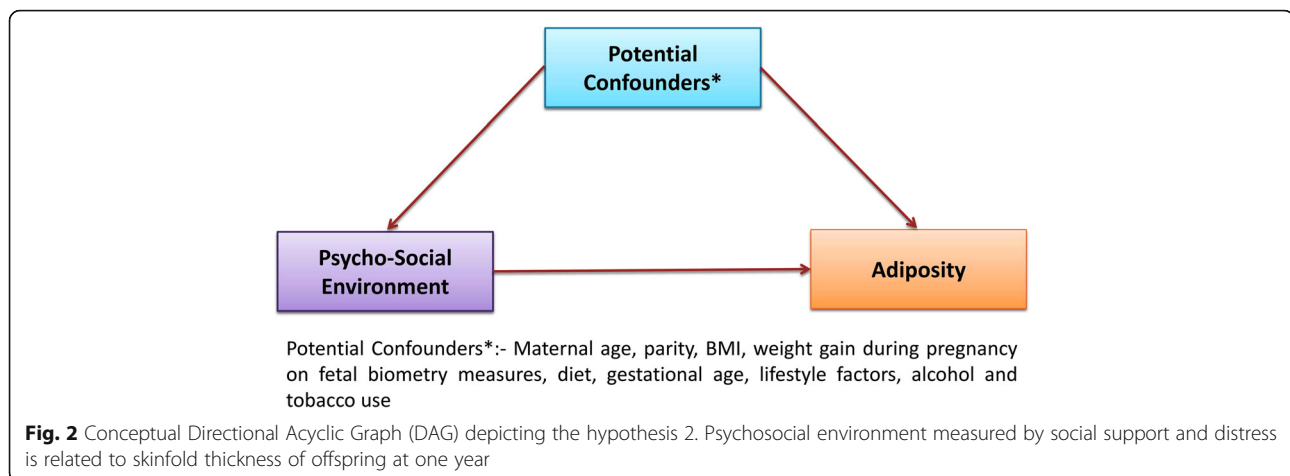 Potential
Confounders*
Psycho-Social
Environment
Adiposity
Potential Confounders*:- Maternal age, parity, BMI, weight gain during pregnancy
on fetal biometry measures, diet, gestational age, lifestyle factors, alcohol and
tobacco use
Fig. 2 Conceptual Directional Acyclic Graph (DAG) depicting the hypothesis 2. Psychosocial environment measured by social support and distress
is related to skinfold thickness of offspring at one year